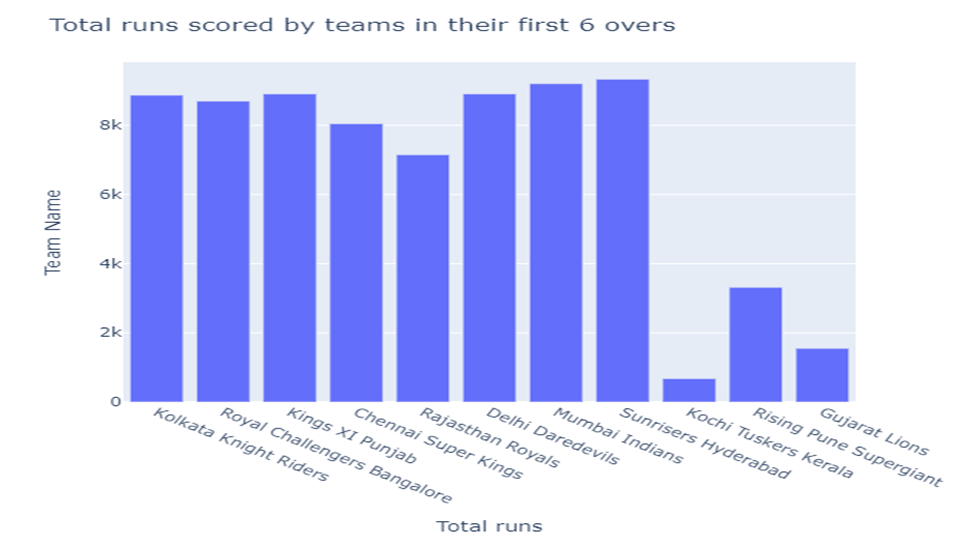 Total runs scored by teams in their first 6 overs
Team Name
8k
6k
4k
2k
0
Kolkata Knight Riders
Royal Challengers Bangalore
Kings XI Punjab
Chennai Super Kings
Rajasthan Royals
Delhi Daredevils
Mumbai Indians
Sunrisers Hyderabad
Kochi Tuskers Kerala
Rising Pune Supergiant
Gujarat Lions
Total runs